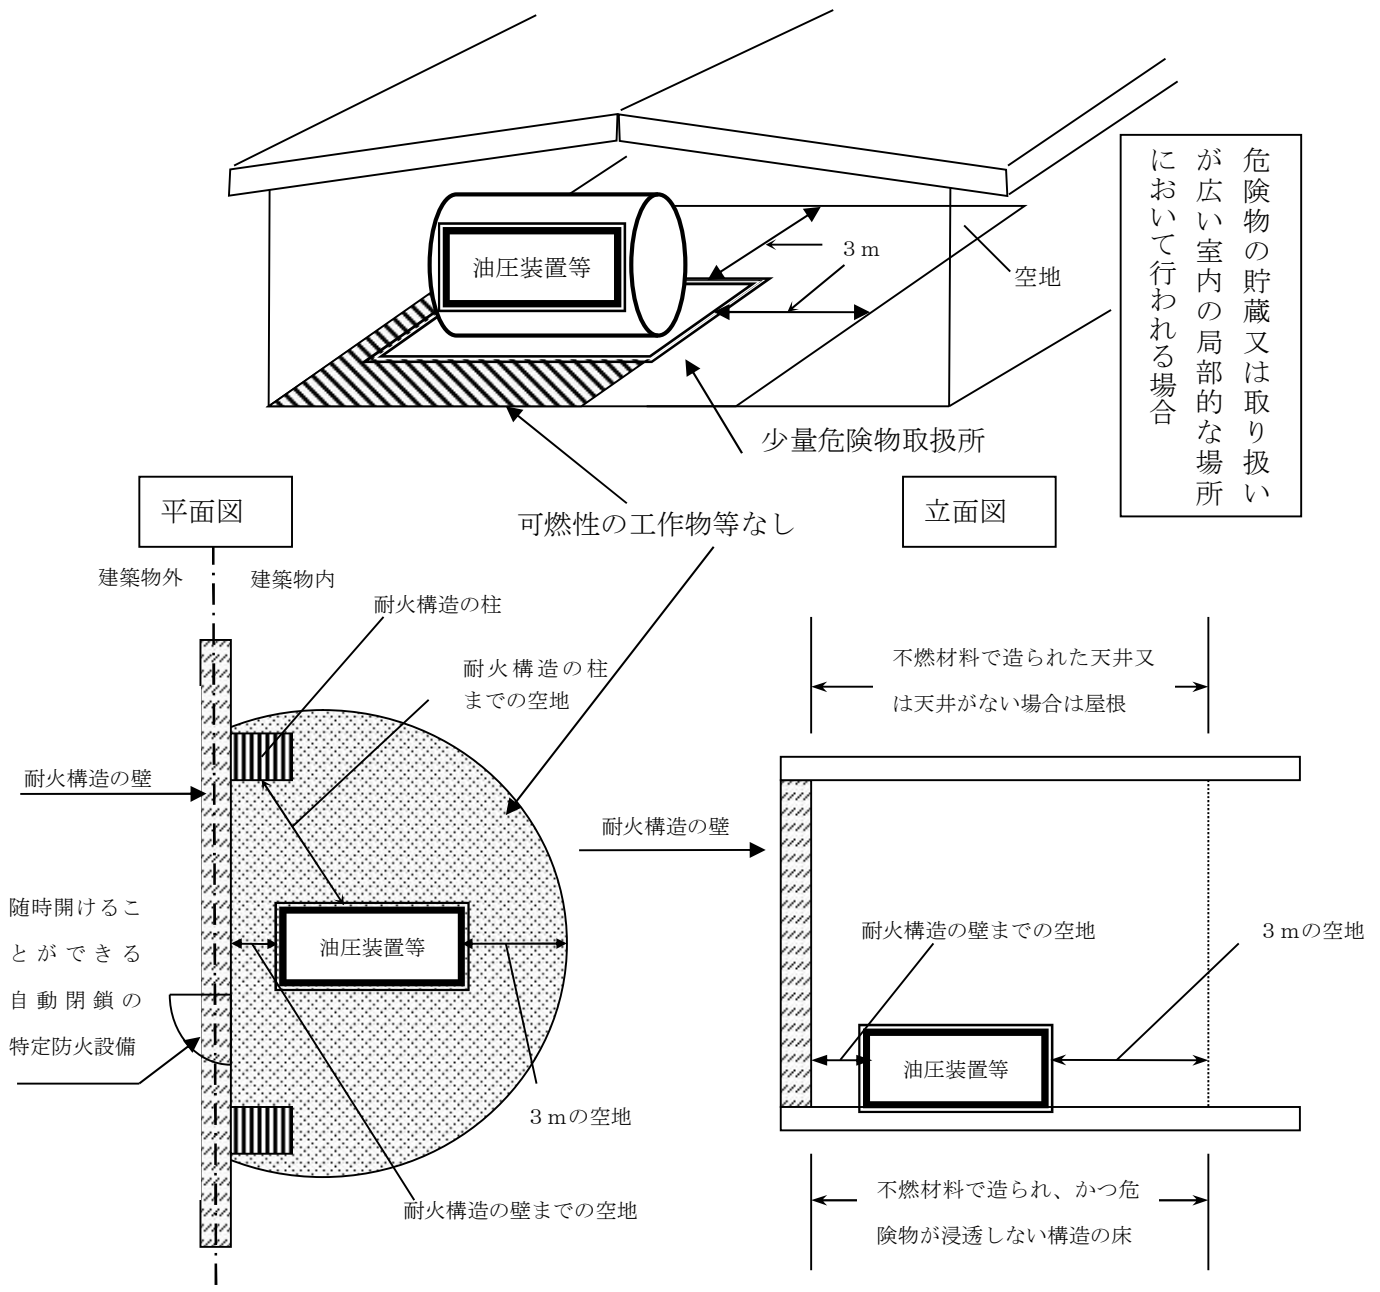 危険物の貯蔵又は取り扱い
が広い室内の局部的な場所
において行われる場合
油圧装置等
３ｍ
空地
少量危険物取扱所
可燃性の工作物等なし
平面図
建築物外
建築物内
耐火構造の柱
耐火構造の柱
までの空地
耐火構造の壁
随時開けるこ
とができる
自動閉鎖の
特定防火設備
油圧装置等
３ｍの空地
耐火構造の壁までの空地
立面図
不燃材料で造られた天井又
は天井がない場合は屋根
耐火構造の壁
耐火構造の壁までの空地
３ｍの空地
油圧装置等
不燃材料で造られ、かつ危
険物が浸透しない構造の床